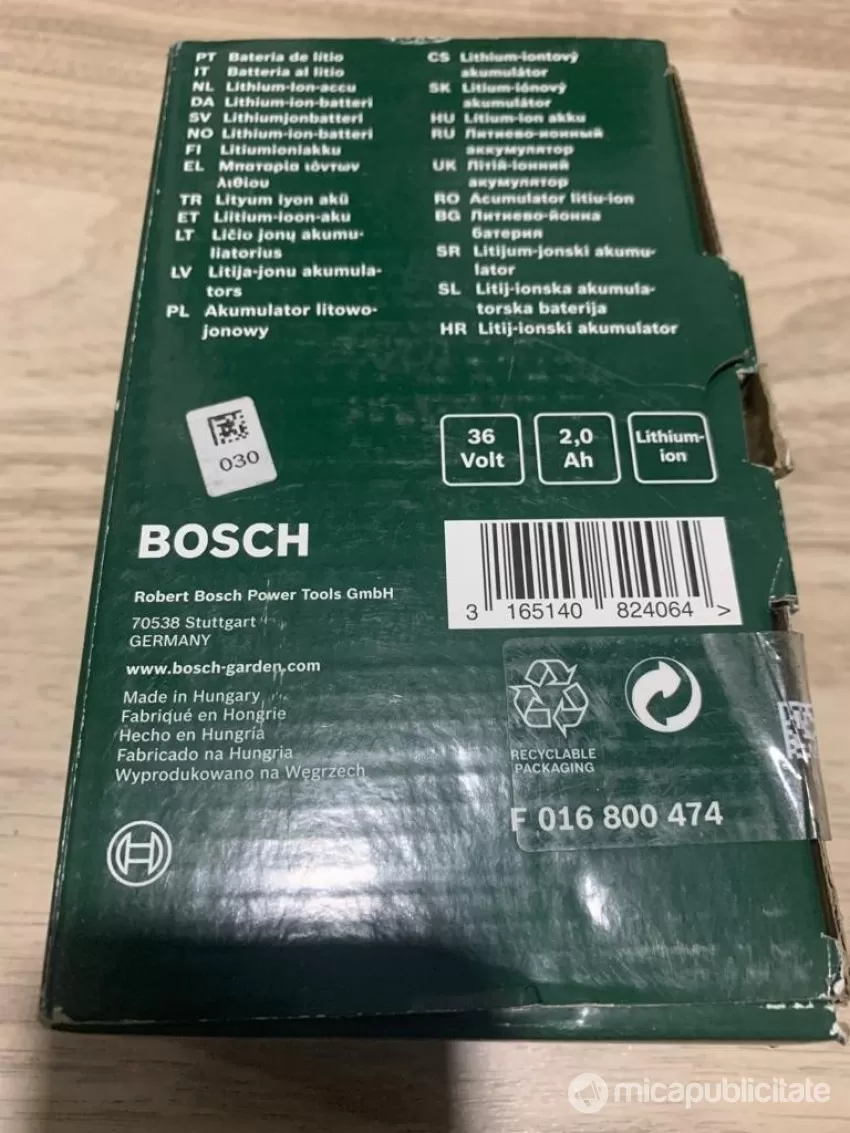 PT Bateria de lítio
IT Batteria al litio
NL Lithium-ion-accu
DA Lithium-ion-batteri
SV Lithiumjonbatteri
NO Lithium-ion-batteri
FI Litiumioniakku
EL Μπαταρία ιόντων
λιθίου
TR Lityum iyon akü
ET Liitium-ioon-aku
LT Ličio jonų akumu-
liatorius
LV Litija-jonu akumula-
tors
PL Akumulator litowo-
jonowy
CS Lithium-iontový
akumulátor
SK Lítium-iónový
akumulátor
HU Lítium-ion akku
RU Литиево-ионный
аккумулятор
UK Літій-іонний
акумулятор
RO Acumulator litiu-ion
BG Литиево-йонна
батерия
SR Litijum-jonski akumu-
lator
SL Litij-ionska akumula-
torska baterija
HR Litij-ionski akumulator
030
36
Volt
2,0
Ah
Lithium-
ion
BOSCH
Robert Bosch Power Tools GmbH
70538 Stuttgart
GERMANY
www.bosch-garden.com
Made in Hungary
Fabriqué en Hongrie
Hecho en Hungría
Fabricado na Hungria
Wyprodukowano na Węgrzech
3 165140 824064 >
RECYCLABLE
PACKAGING
F 016 800 474
micapublicitate